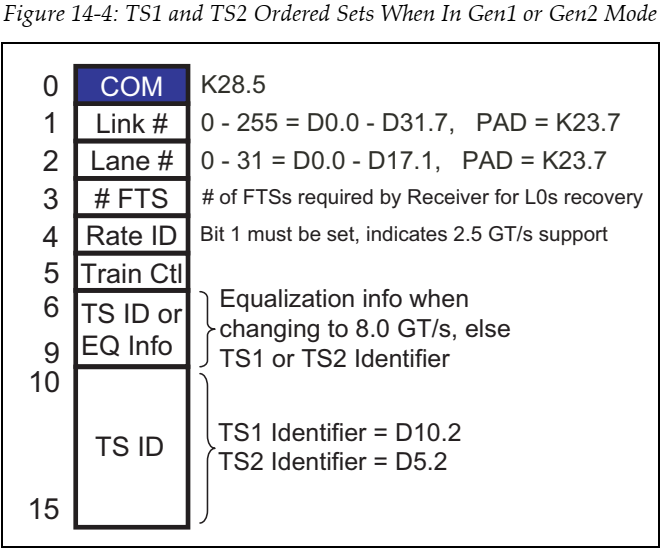 Figure 14-4: TS1 and TS2 Ordered Sets When In Gen1 or Gen2 Mode
0 COM K28.5
1 Link # 0 - 255 = D0.0 - D31.7, PAD = K23.7
2 Lane # 0 - 31 = D0.0 - D17.1, PAD = K23.7
3 # FTS # of FTSs required by Receiver for L0s recovery
4 Rate ID Bit 1 must be set, indicates 2.5 GT/s support
5 Train Ctl
6 TS ID or Equalization info when
changing to 8.0 GT/s, else
9 EQ Info TS1 or TS2 Identifier
10
TS ID TS1 Identifier = D10.2
TS2 Identifier = D5.2
15